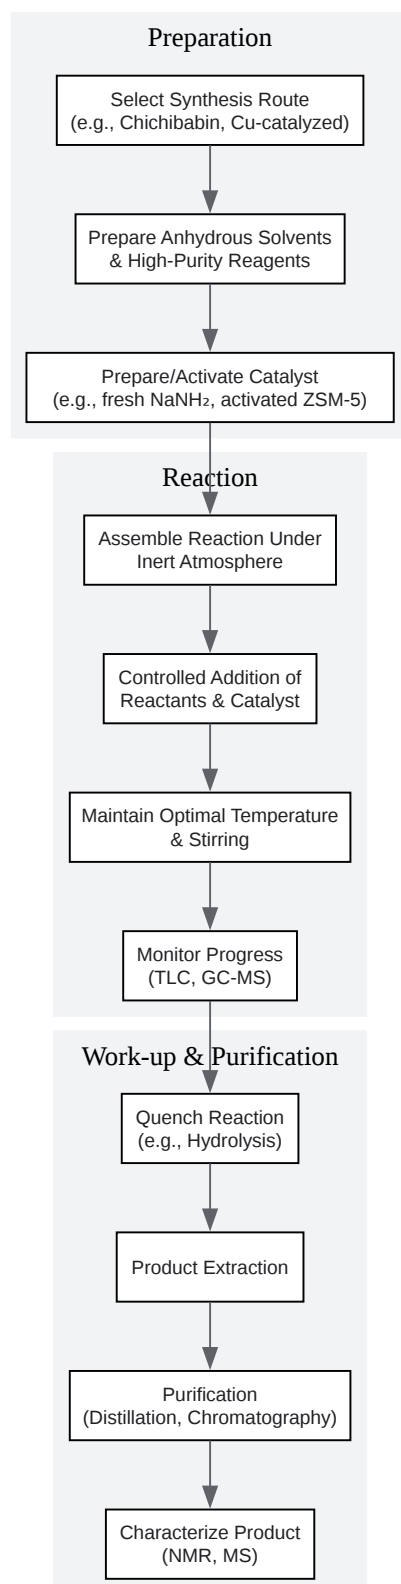 Preparation
Select Synthesis Route
(e.g., Chichibabin, Cu-catalyzed)
Prepare Anhydrous Solvents
& High-Purity Reagents
Prepare/Activate Catalyst
(e.g., fresh NaNH₂, activated ZSM-5)
Reaction
Assemble Reaction Under
Inert Atmosphere
Controlled Addition of
Reactants & Catalyst
Maintain Optimal Temperature
& Stirring
Monitor Progress
(TLC, GC-MS)
Work-up & Purification
Quench Reaction
(e.g., Hydrolysis)
Product Extraction
Purification
(Distillation, Chromatography)
Characterize Product
(NMR, MS)